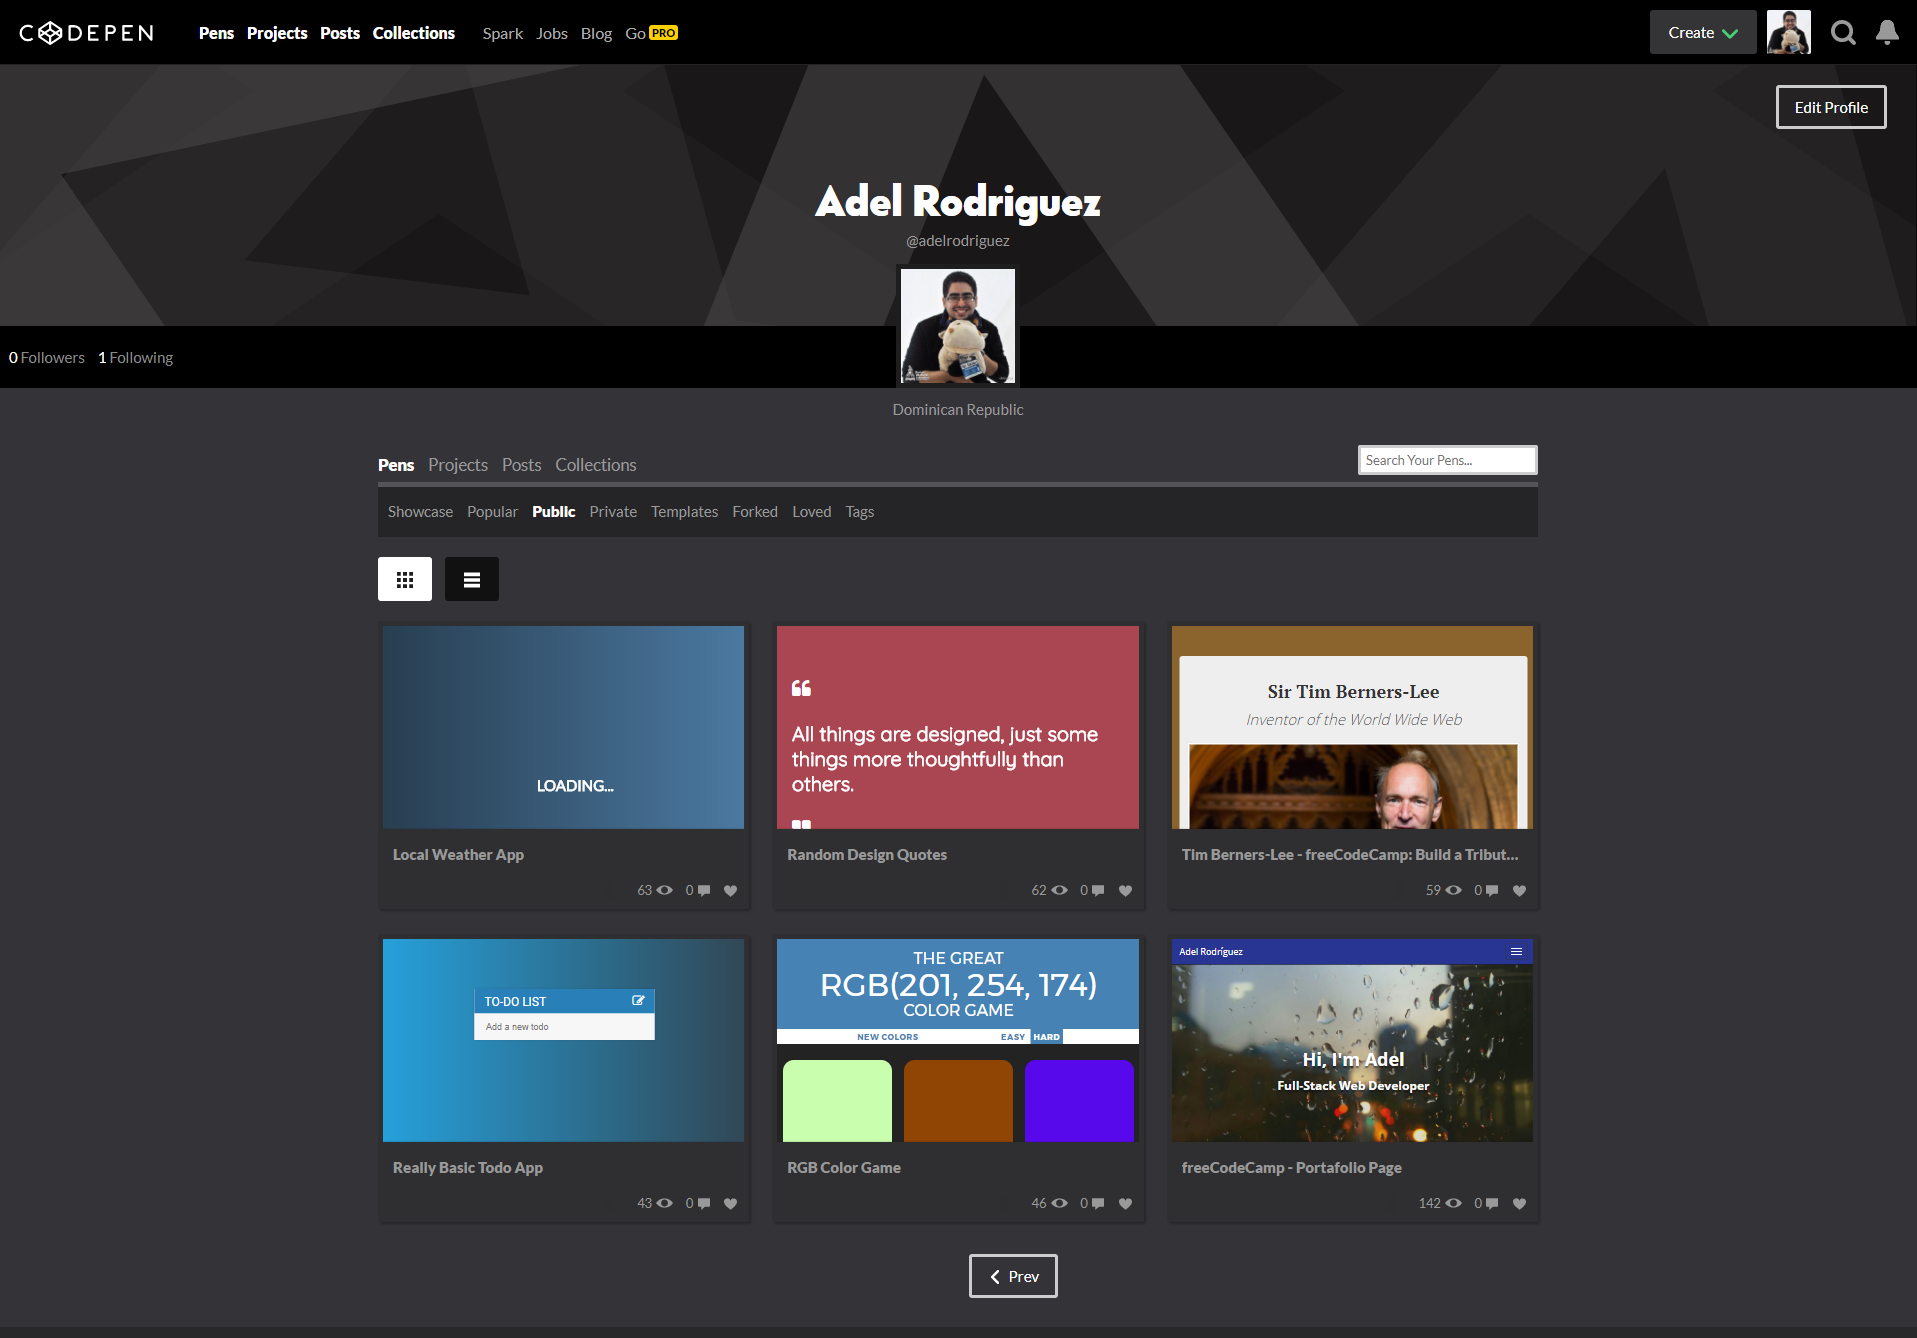 CODEPEN
Pens Projects Posts Collections Spark Jobs Blog Go PRO
Create
Edit Profile
Adel Rodriguez
@adelrodriguez
0 Followers 1 Following
Dominican Republic
Pens Projects Posts Collections
Search Your Pens...
Showcase Popular Public Private Templates Forked Loved Tags
LOADING...
Local Weather App
63 0
All things are designed, just some
things more thoughtfully than
others.
Random Design Quotes
62 0
Sir Tim Berners-Lee
Inventor of the World Wide Web
Tim Berners-Lee - freeCodeCamp: Build a Tribut...
59 0
TO-DO LIST
Add a new todo
Really Basic Todo App
43 0
THE GREAT
RGB(201, 254, 174)
COLOR GAME
NEW COLORS EASY HARD
RGB Color Game
46 0
Adel Rodríguez
Hi, I'm Adel
Full-Stack Web Developer
freeCodeCamp - Portafolio Page
142 0
Prev